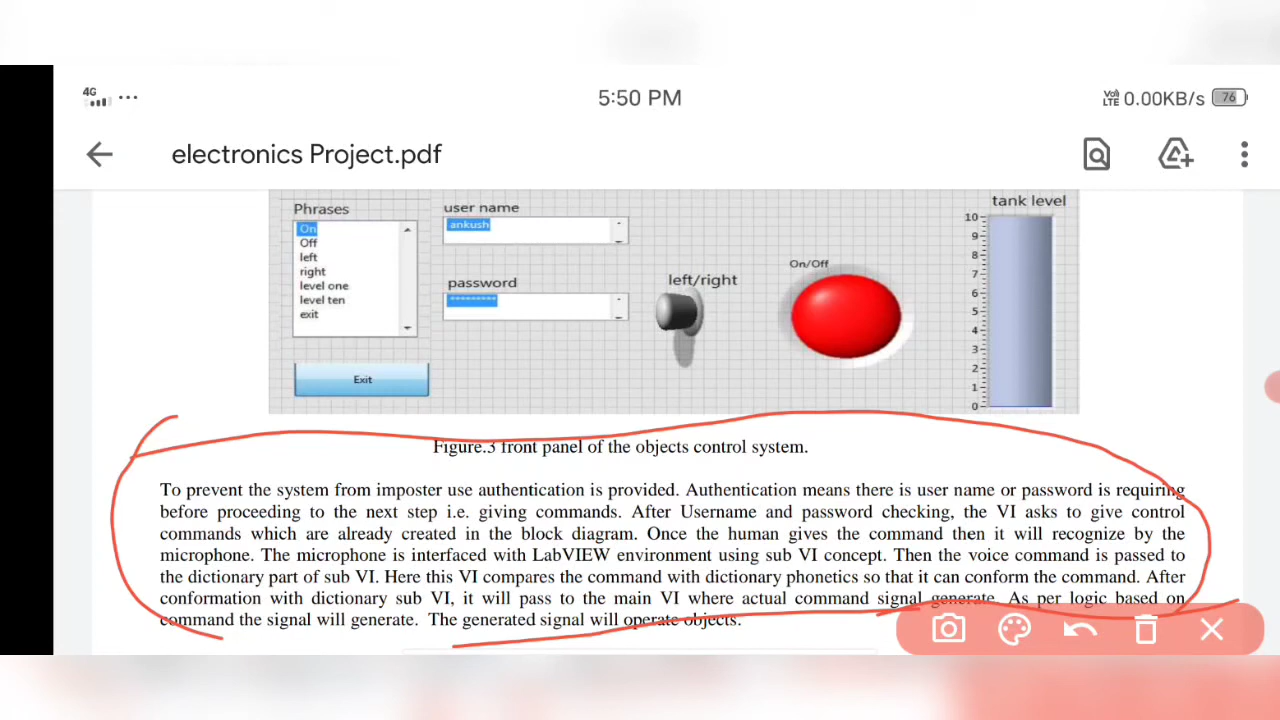 4G ...
5:50 PM
Vo)) LTE 0.00KB/s 76
electronics Project.pdf
Phrases
On
Off
left
right
level one
level ten
exit
Exit
user name
ankush
password
*********
left/right
On/Off
tank level
10
9
8
7
6
5
4
3
2
1
0
Figure.3 front panel of the objects control system.
To prevent the system from imposter use authentication is provided. Authentication means there is user name or password is requiring
before proceeding to the next step i.e. giving commands. After Username and password checking, the VI asks to give control
commands which are already created in the block diagram. Once the human gives the command then it will recognize by the
microphone. The microphone is interfaced with LabVIEW environment using sub VI concept. Then the voice command is passed to
the dictionary part of sub VI. Here this VI compares the command with dictionary phonetics so that it can conform the command. After
conformation with dictionary sub VI, it will pass to the main VI where actual command signal generate. As per logic based on
command the signal will generate. The generated signal will operate objects.